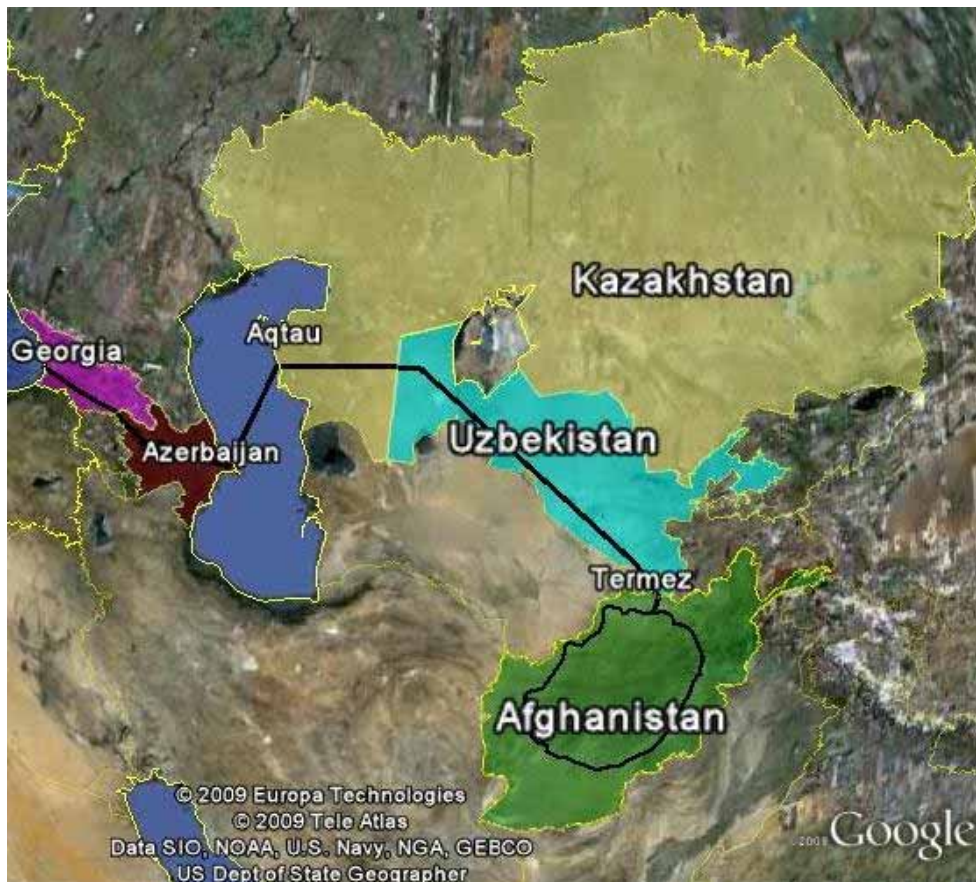 Kazakhstan
Aqtau
Georgia
Azerbaijan
Uzbekistan
Termez
Afghanistan
© 2009 Europa Technologies
© 2009 Tele Atlas
Data SIO, NOAA, U.S. Navy, NGA, GEBCO
US Dept of State Geographer
Google